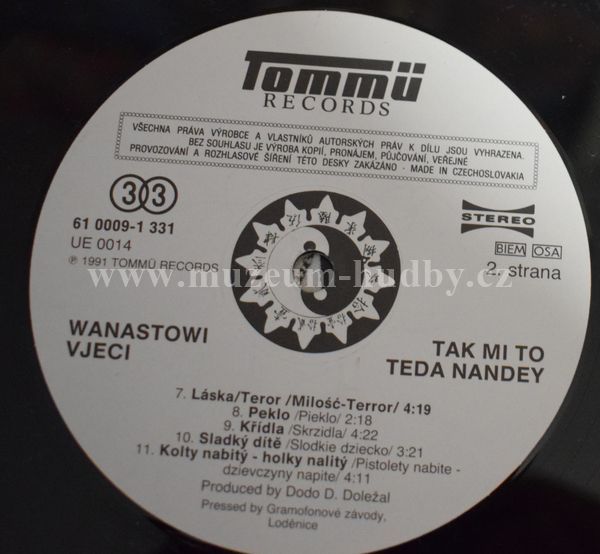 Tommü
RECORDS
VŠECHNA PRÁVA VÝROBCE A VLASTNÍKŮ AUTORSKÝCH PRÁV K DÍLU JSOU VYHRAZENA.
BEZ SOUHLASU JE VÝROBA KOPIÍ, PRONÁJEM, PŮJČOVÁNÍ, VEŘEJNÉ
PROVOZOVÁNÍ A ROZHLASOVÉ ŠÍŘENÍ TÉTO DESKY ZAKÁZÁNO - MADE IN CZECHOSLOVAKIA
33
61 0009-1 331
UE 0014
℗ 1991 TOMMÜ RECORDS
STEREO
BIEM OSA
2. strana
www.muzeum-hudby.cz
WANASTOWI
VJECI
TAK MI TO
TEDA NANDEY
7. Láska/Teror /Milość-Terror/ 4:19
8. Peklo /Pieklo/ 2:18
9. Křídla /Skrzidla/ 4:22
10. Sladký dítě /Slodkie dziecko/ 3:21
11. Kolty nabitý - holky nalitý /Pistolety nabite -
dzievczyny napite/ 4:11
Produced by Dodo D. Doležal
Pressed by Gramofonové závody,
Loděnice